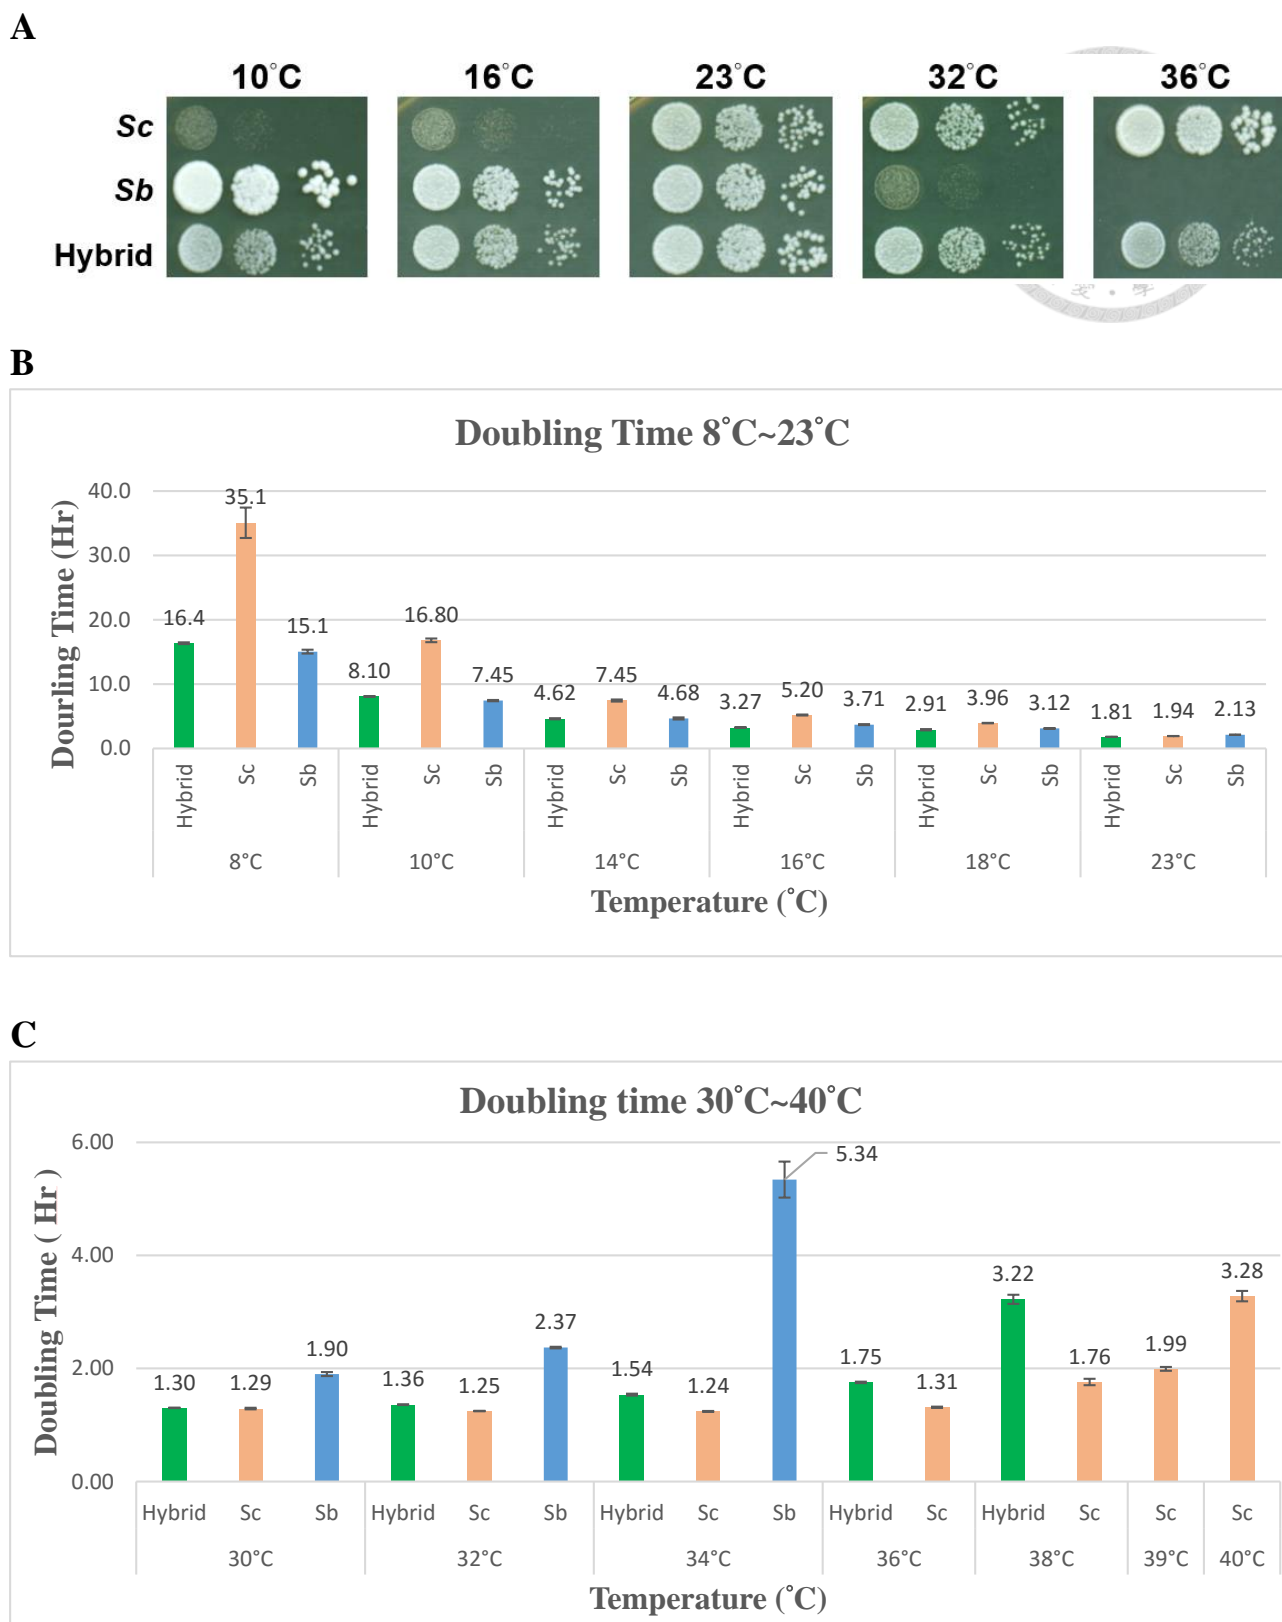 A
10°C 16°C 23°C 32°C 36°C
Sc
Sb
Hybrid
B
Doubling Time 8°C~23°C
Dourling Time (Hr)
40.0
30.0
20.0
10.0
0.0
16.4 35.1 15.1 8.10 16.80 7.45 4.62 7.45 4.68 3.27 5.20 3.71 2.91 3.96 3.12 1.81 1.94 2.13
Hybrid Sc Sb Hybrid Sc Sb Hybrid Sc Sb Hybrid Sc Sb Hybrid Sc Sb Hybrid Sc Sb
8°C 10°C 14°C 16°C 18°C 23°C
Temperature (°C)
C
Doubling time 30°C~40°C
Doubling Time ( Hr )
6.00
4.00
2.00
0.00
1.30 1.29 1.90 1.36 1.25 2.37 1.54 1.24 5.34 1.75 1.31 3.22 1.76 1.99 3.28
Hybrid Sc Sb Hybrid Sc Sb Hybrid Sc Sb Hybrid Sc Hybrid Sc Sc Sc
30°C 32°C 34°C 36°C 38°C 39°C 40°C
Temperature (°C)